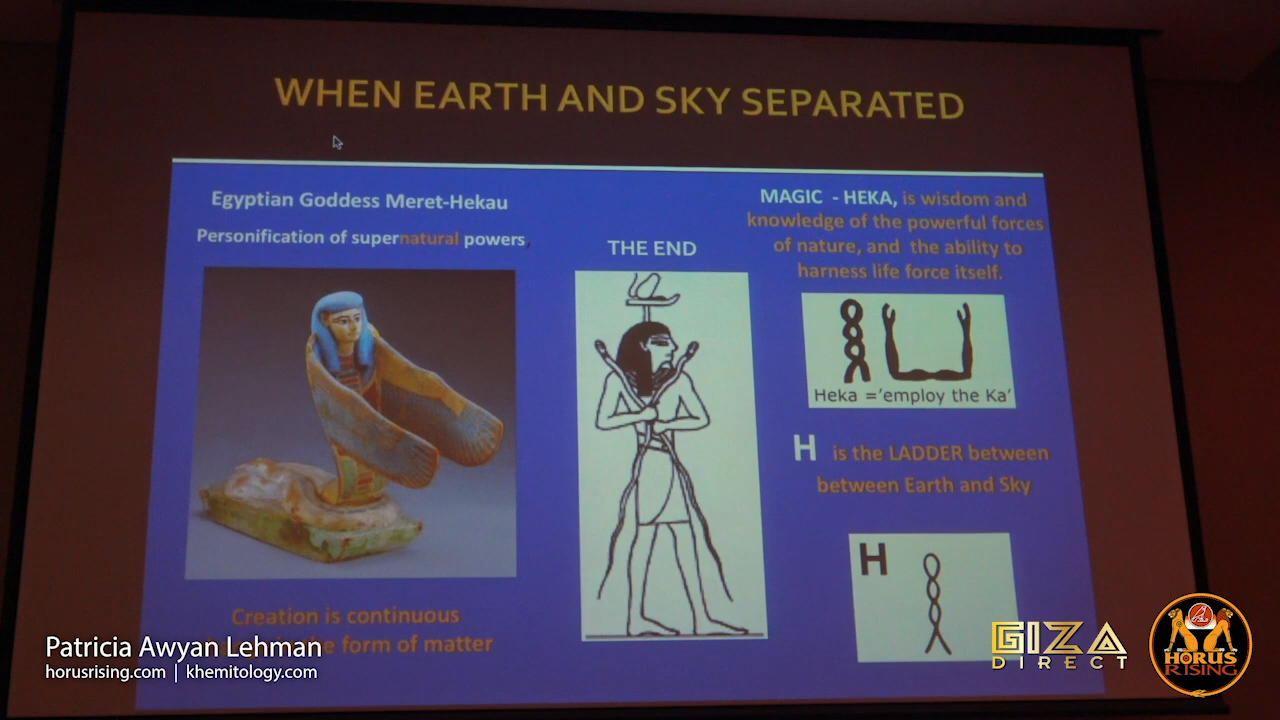 WHEN EARTH AND SKY SEPARATED
Egyptian Goddess Meret-Hekau
Personification of supernatural powers,
THE END
MAGIC - HEKA, is wisdom and
knowledge of the powerful forces
of nature, and the ability to
harness life force itself.
Heka ='employ the Ka'
H is the LADDER between
between Earth and Sky
H
Creation is continuous
the form of matter
Patricia Awyan Lehman
horusrising.com | khemitology.com
GIZA
DIRECT
HORUS
RISING